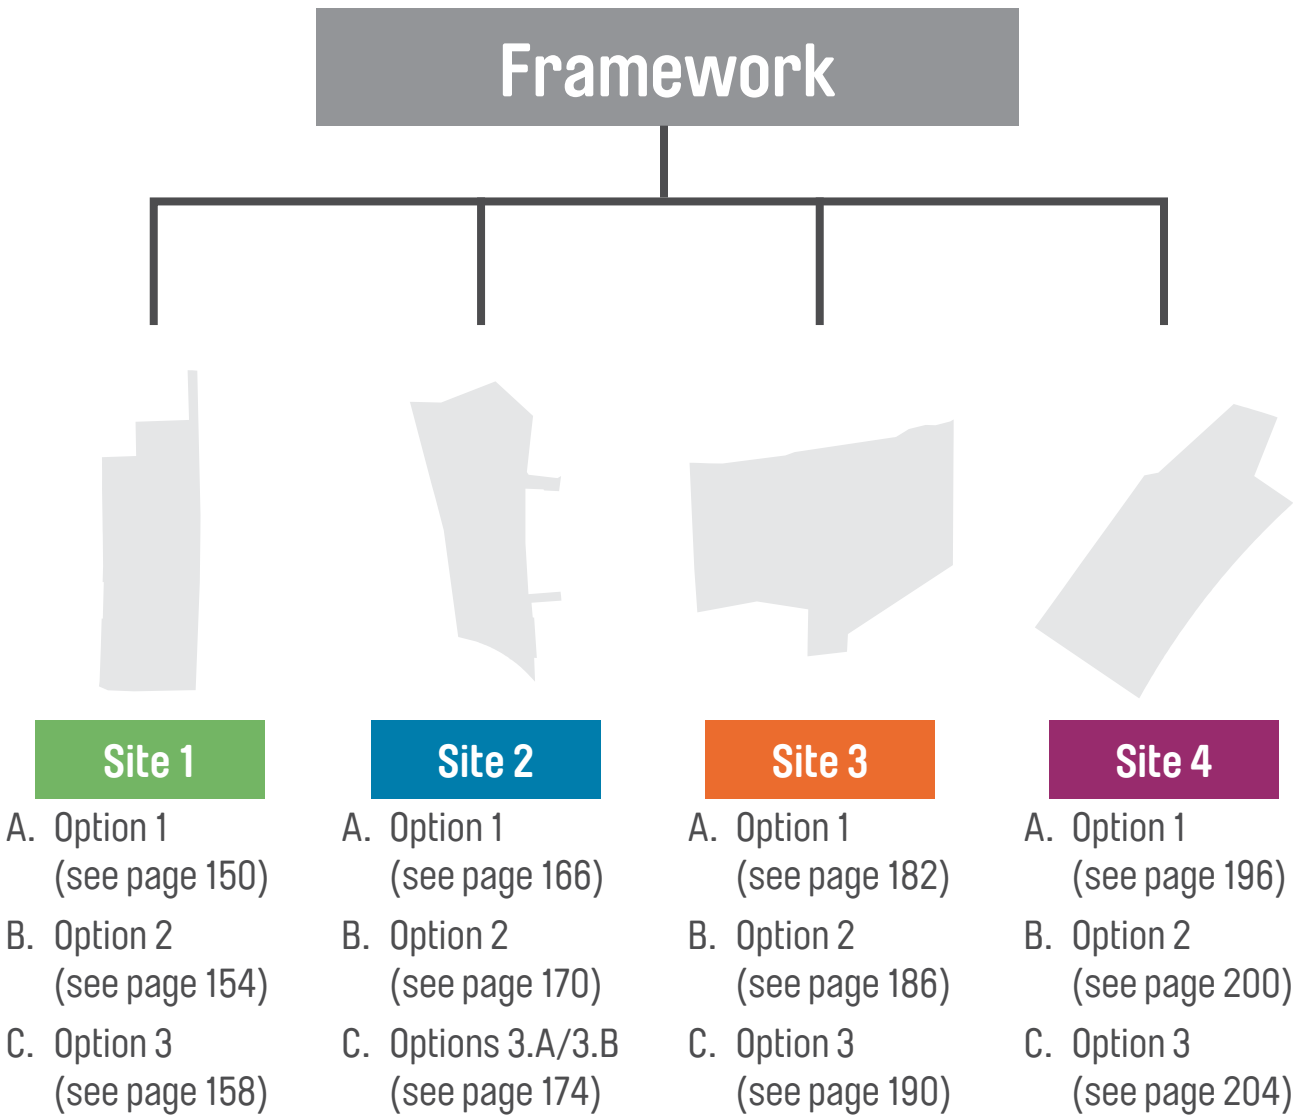 Framework
Site 1
A. Option 1
(see page 150)
B. Option 2
(see page 154)
C. Option 3
(see page 158)
Site 2
A. Option 1
(see page 166)
B. Option 2
(see page 170)
C. Options 3.A/3.B
(see page 174)
Site 3
A. Option 1
(see page 182)
B. Option 2
(see page 186)
C. Option 3
(see page 190)
Site 4
A. Option 1
(see page 196)
B. Option 2
(see page 200)
C. Option 3
(see page 204)